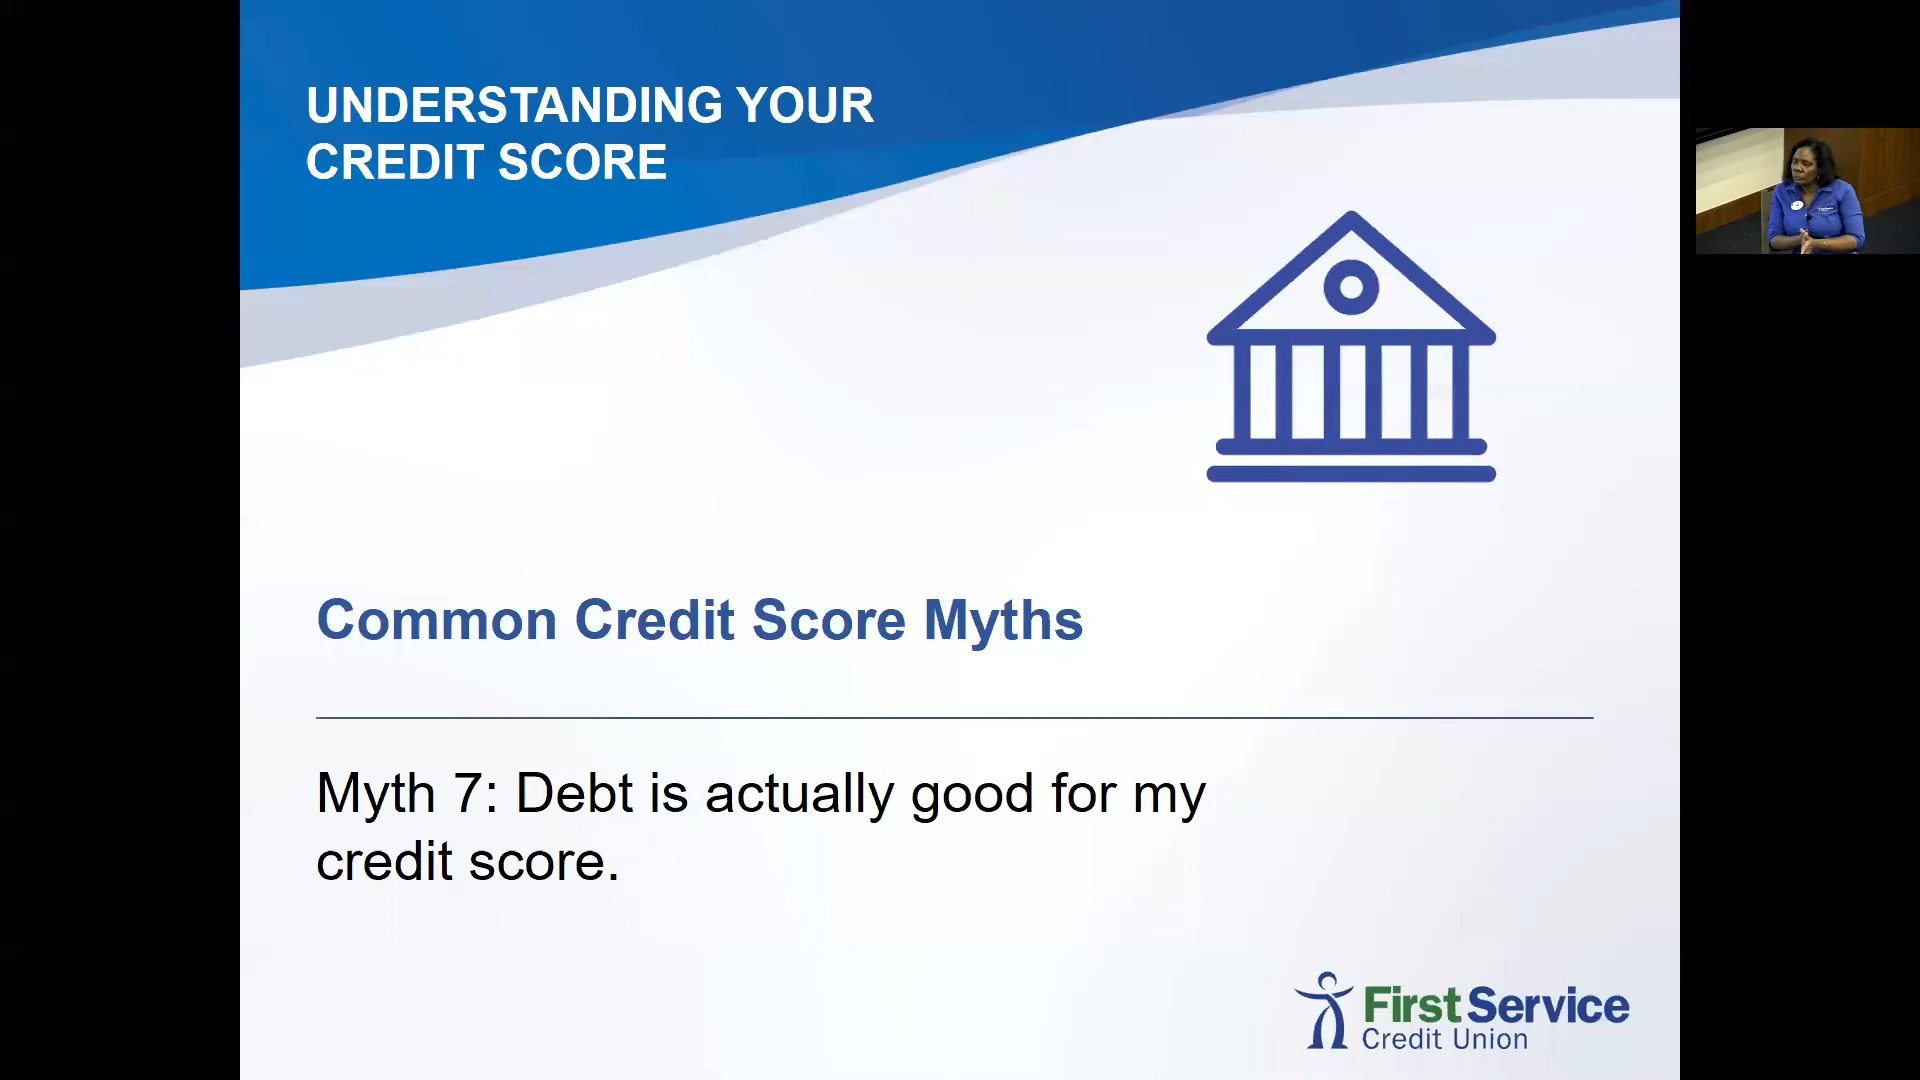 UNDERSTANDING YOUR
CREDIT SCORE
Common Credit Score Myths
Myth 7: Debt is actually good for my
credit score.
First Service
Credit Union